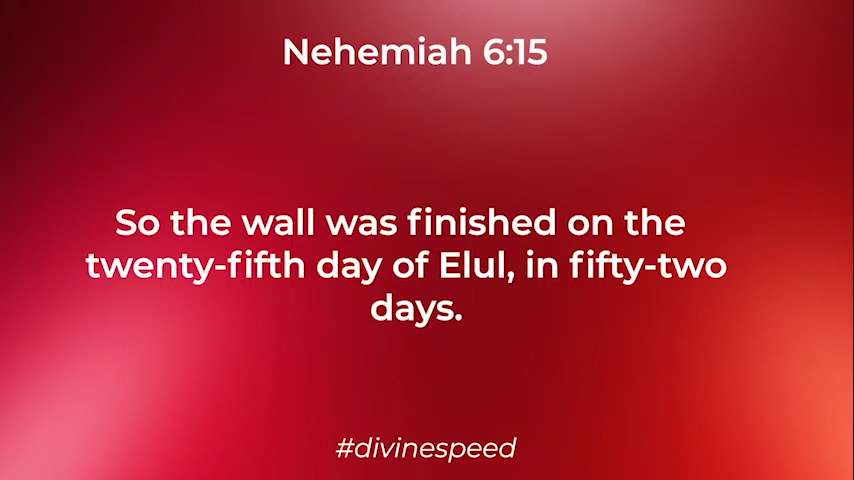 Nehemiah 6:15
So the wall was finished on the
twenty-fifth day of Elul, in fifty-two
days.
#divinespeed